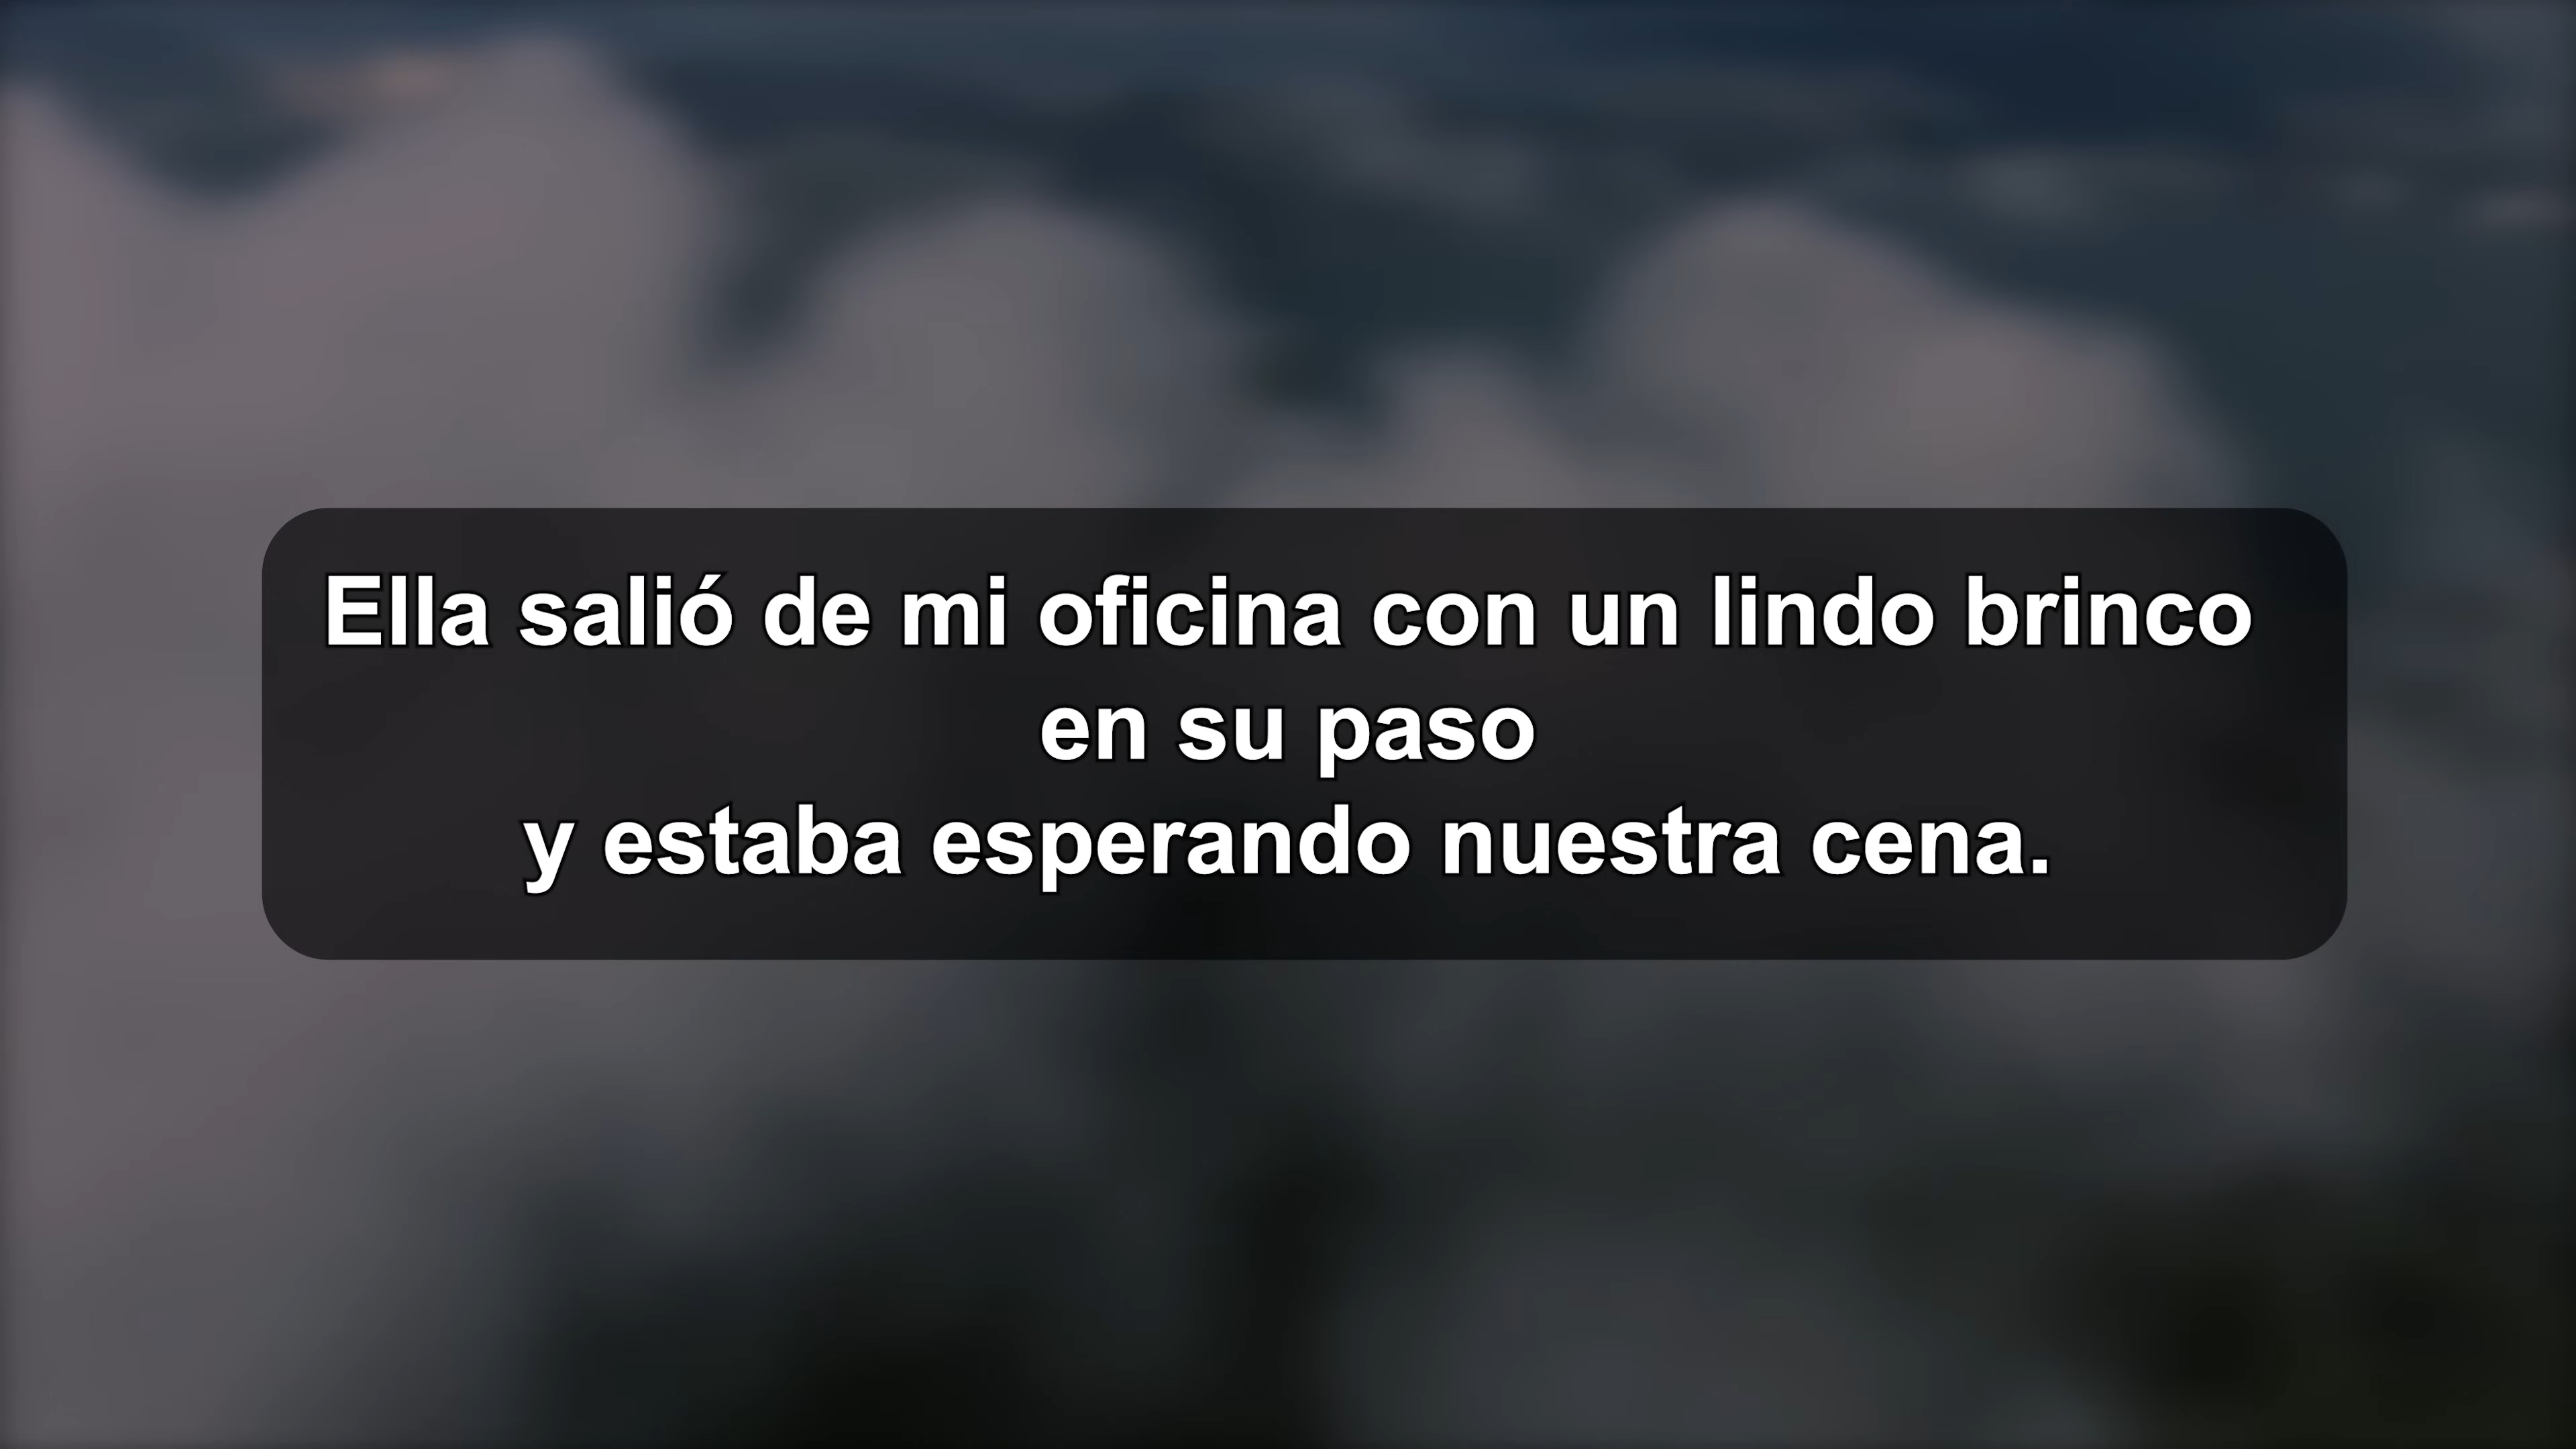 Ella salió de mi oficina con un lindo brinco
en su paso
y estaba esperando nuestra cena.